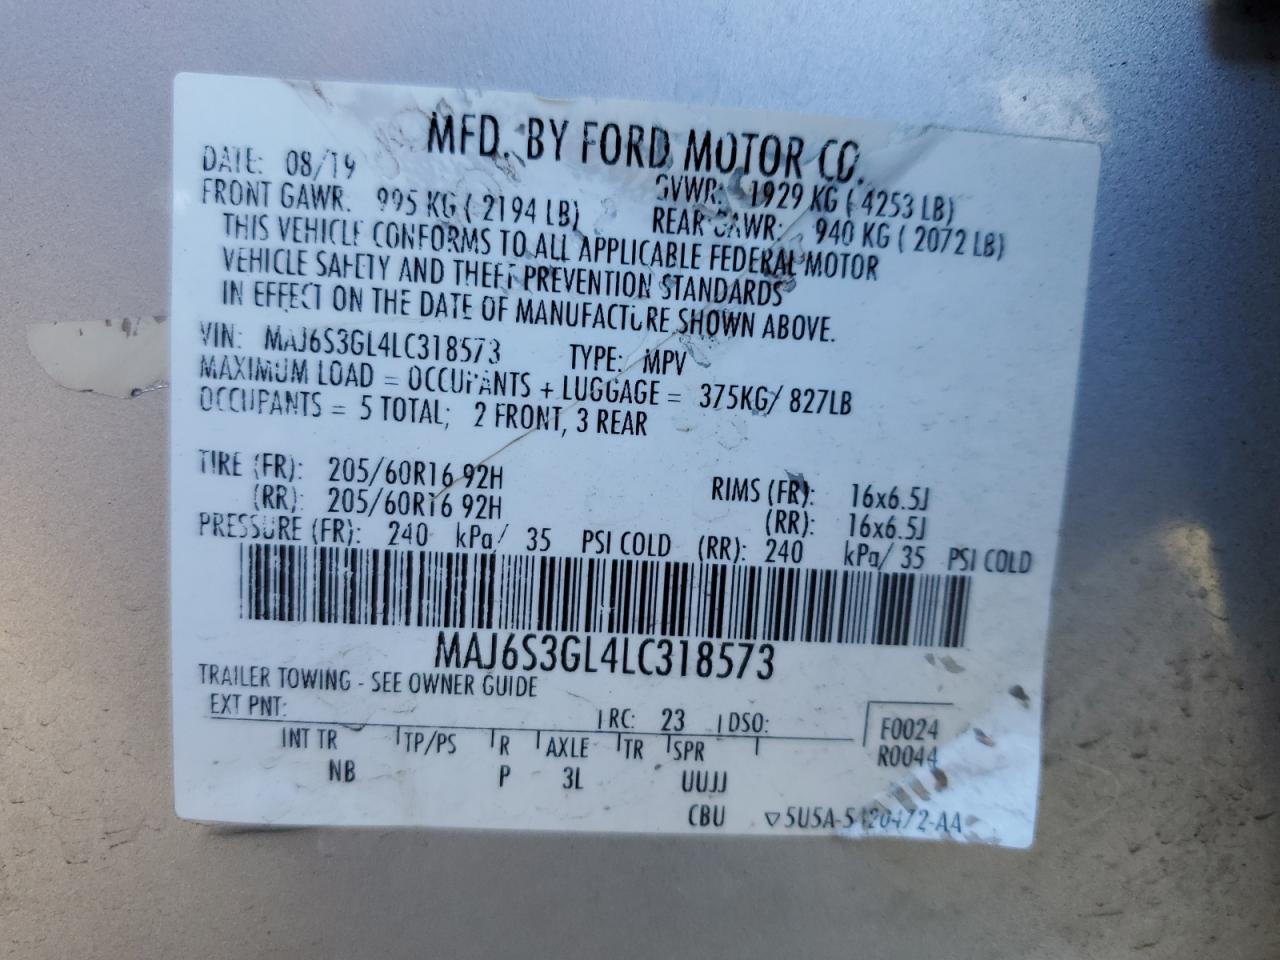 MFD. BY FORD MOTOR CO.
DATE: 08/19 GVWR: 1929 KG ( 4253 LB)
FRONT GAWR. 995 KG ( 2194 LB) REAR GAWR: 940 KG ( 2072 LB)
THIS VEHICLE CONFORMS TO ALL APPLICABLE FEDERAL MOTOR
VEHICLE SAFETY AND THEFT PREVENTION STANDARDS
IN EFFECT ON THE DATE OF MANUFACTURE SHOWN ABOVE.
VIN: MAJ6S3GL4LC318573 TYPE: MPV
MAXIMUM LOAD = OCCUPANTS + LUGGAGE = 375KG/ 827LB
OCCUPANTS = 5 TOTAL; 2 FRONT, 3 REAR
TIRE (FR): 205/60R16 92H RIMS (FR): 16x6.5J
(RR): 205/60R16 92H (RR): 16x6.5J
PRESSURE (FR): 240 kPa/ 35 PSI COLD (RR): 240 kPa/ 35 PSI COLD
MAJ6S3GL4LC318573
TRAILER TOWING - SEE OWNER GUIDE
EXT PNT: RC: 23 DSO: F0024
INT TR TP/PS R AXLE TR SPR R0044
NB P 3L UUJJ
CBU